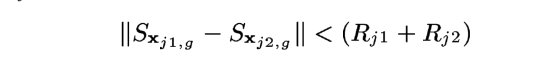 ‖S_{𝐱_{j1,g}} − S_{𝐱_{j2,g}}‖ < (R_{j1} + R_{j2})